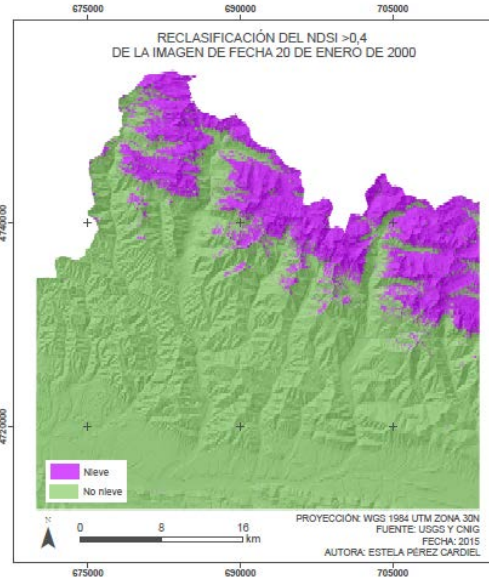 675000 690000 705000
RECLASIFICACIÓN DEL NDSI >0,4
DE LA IMAGEN DE FECHA 20 DE ENERO DE 2000
4740000
4740000
4720000
4720000
Nieve
No nieve
N
0 8 16
km
PROYECCIÓN: WGS 1984 UTM ZONA 30N
FUENTE: USGS Y CNIG
FECHA: 2015
AUTORA: ESTELA PÉREZ CARDIEL
675000 690000 705000